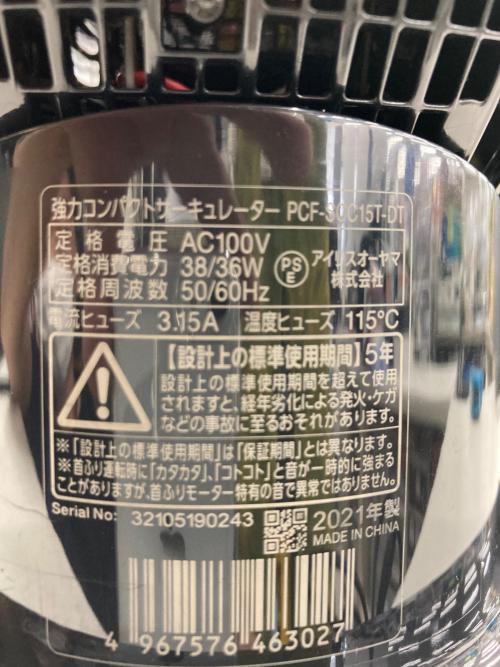 強力コンパクトサーキュレーター PCF-SCC15T-DT
定格電圧 AC100V
定格消費電力 38/36W
定格周波数 50/60Hz
PS
E
アイリスオーヤマ
株式会社
電流ヒューズ 3.15A 温度ヒューズ 115℃
【設計上の標準使用期間】5年
設計上の標準使用期間を超えて使用
されますと、経年劣化による発火・ケガ
などの事故に至るおそれがあります。
※「設計上の標準使用期間」は「保証期間」とは異なります。
※首ふり運転時に「カタカタ」、「コトコト」と音が一時的に強まる
ことがありますが、首ふりモーター特有の音で異常ではありません。
Serial No: 32105190243
2021年製
MADE IN CHINA
4 967576 463027